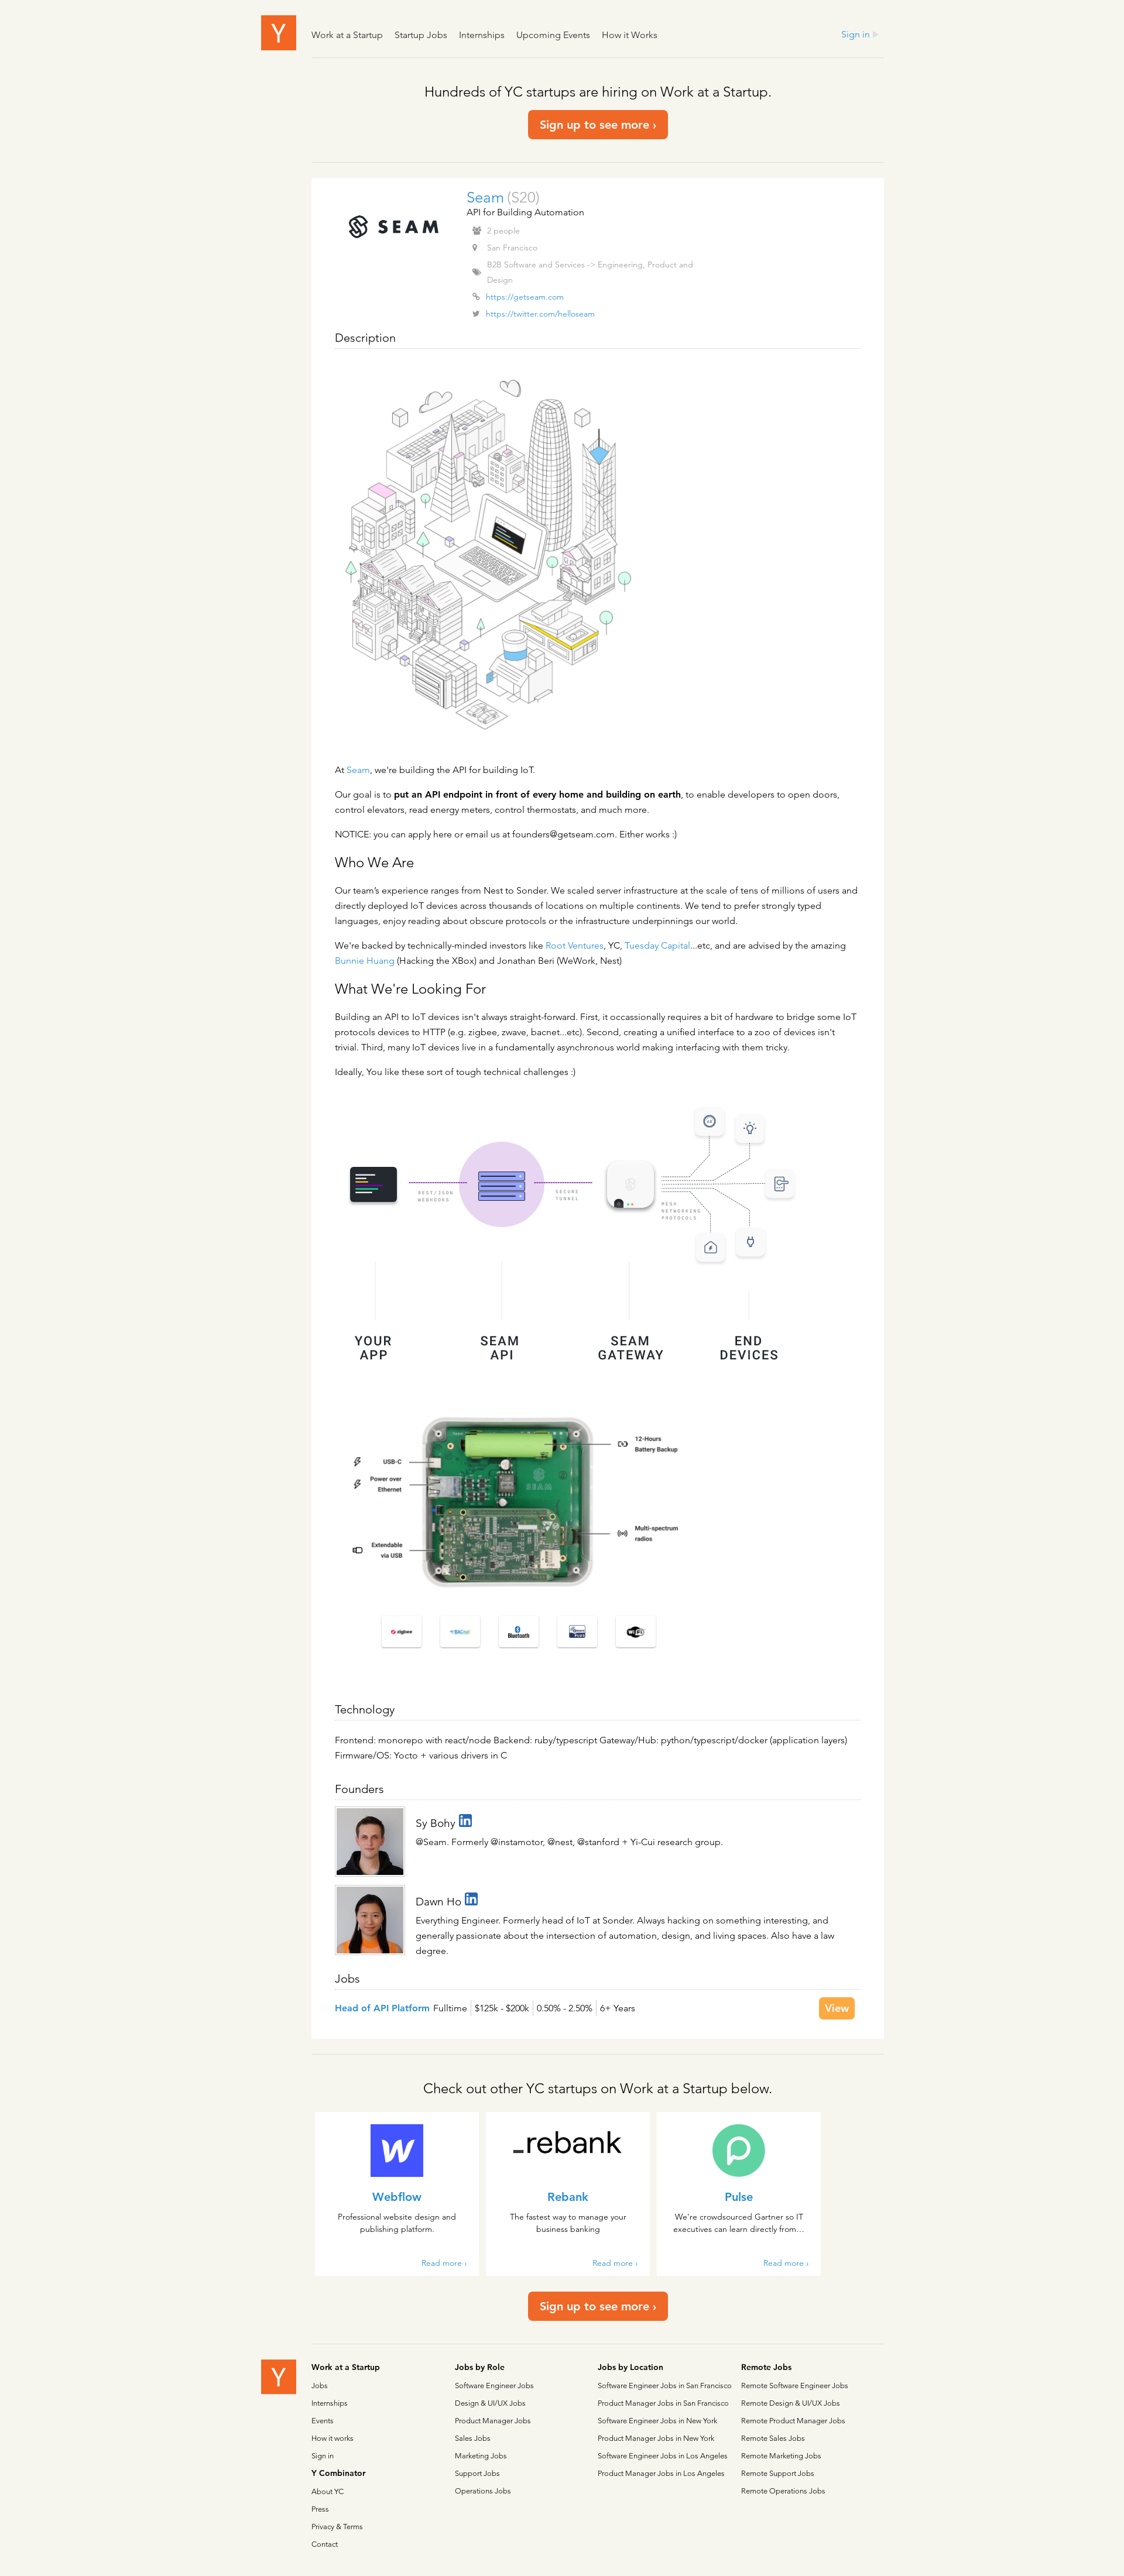 Y
Work at a Startup Startup Jobs Internships Upcoming Events How it Works
Sign in
Hundreds of YC startups are hiring on Work at a Startup.
Sign up to see more ›
SEAM
Seam (S20)
API for Building Automation
2 people
San Francisco
B2B Software and Services -> Engineering, Product and
Design
https://getseam.com
https://twitter.com/helloseam
Description
At Seam, we're building the API for building IoT.
Our goal is to put an API endpoint in front of every home and building on earth, to enable developers to open doors,
control elevators, read energy meters, control thermostats, and much more.
NOTICE: you can apply here or email us at founders@getseam.com. Either works :)
Who We Are
Our team's experience ranges from Nest to Sonder. We scaled server infrastructure at the scale of tens of millions of users and
directly deployed IoT devices across thousands of locations on multiple continents. We tend to prefer strongly typed
languages, enjoy reading about obscure protocols or the infrastructure underpinnings our world.
We're backed by technically-minded investors like Root Ventures, YC, Tuesday Capital...etc, and are advised by the amazing
Bunnie Huang (Hacking the XBox) and Jonathan Beri (WeWork, Nest)
What We're Looking For
Building an API to IoT devices isn't always straight-forward. First, it occassionally requires a bit of hardware to bridge some IoT
protocols devices to HTTP (e.g. zigbee, zwave, bacnet...etc). Second, creating a unified interface to a zoo of devices isn't
trivial. Third, many IoT devices live in a fundamentally asynchronous world making interfacing with them tricky.
Ideally, You like these sort of tough technical challenges :)
REST/JSON
WEBHOOKS
SECURE
TUNNEL
MESH
NETWORKING
PROTOCOLS
YOUR
APP
SEAM
API
SEAM
GATEWAY
END
DEVICES
12-Hours
Battery Backup
USB-C
Power over
Ethernet
SEAM
Multi-spectrum
radios
Extendable
via USB
zigbee
BACnet
Bluetooth
WiFi
Technology
Frontend: monorepo with react/node Backend: ruby/typescript Gateway/Hub: python/typescript/docker (application layers)
Firmware/OS: Yocto + various drivers in C
Founders
Sy Bohy in
@Seam. Formerly @instamotor, @nest, @stanford + Yi-Cui research group.
Dawn Ho in
Everything Engineer. Formerly head of IoT at Sonder. Always hacking on something interesting, and
generally passionate about the intersection of automation, design, and living spaces. Also have a law
degree.
Jobs
Head of API Platform Fulltime $125k - $200k 0.50% - 2.50% 6+ Years
View
Check out other YC startups on Work at a Startup below.
W
Webflow
Professional website design and
publishing platform.
Read more ›
_rebank
Rebank
The fastest way to manage your
business banking
Read more ›
Pulse
We're crowdsourced Gartner so IT
executives can learn directly from...
Read more ›
Sign up to see more ›
Y
Work at a Startup
Jobs
Internships
Events
How it works
Sign in
Y Combinator
About YC
Press
Privacy & Terms
Contact
Jobs by Role
Software Engineer Jobs
Design & UI/UX Jobs
Product Manager Jobs
Sales Jobs
Marketing Jobs
Support Jobs
Operations Jobs
Jobs by Location
Software Engineer Jobs in San Francisco
Product Manager Jobs in San Francisco
Software Engineer Jobs in New York
Product Manager Jobs in New York
Software Engineer Jobs in Los Angeles
Product Manager Jobs in Los Angeles
Remote Jobs
Remote Software Engineer Jobs
Remote Design & UI/UX Jobs
Remote Product Manager Jobs
Remote Sales Jobs
Remote Marketing Jobs
Remote Support Jobs
Remote Operations Jobs